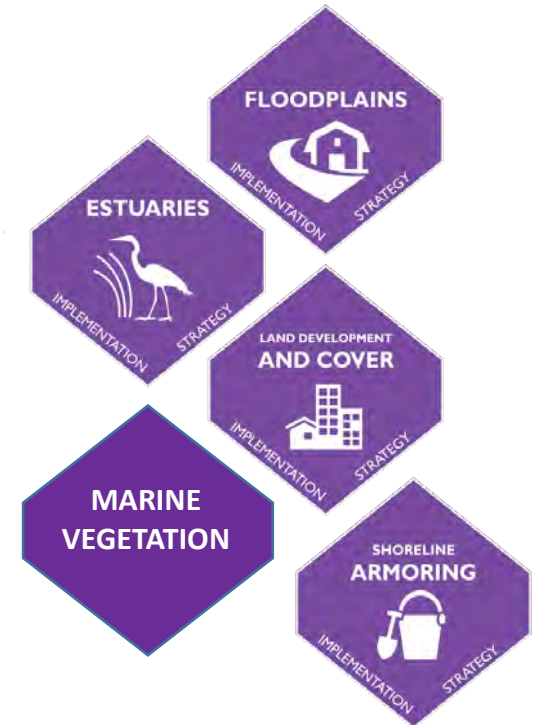 FLOODPLAINS
IMPLEMENTATION
STRATEGY
ESTUARIES
IMPLEMENTATION
STRATEGY
LAND DEVELOPMENT
AND COVER
IMPLEMENTATION
STRATEGY
MARINE
VEGETATION
SHORELINE
ARMORING
IMPLEMENTATION
STRATEGY